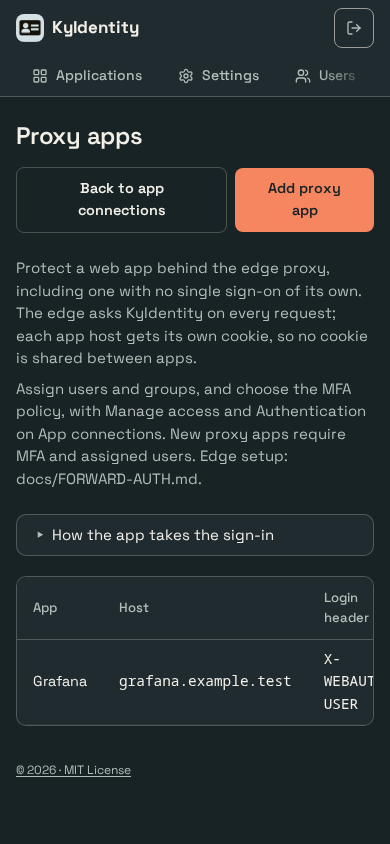 Kyldentity
Applications
Settings
Users
Proxy apps
Back to app
connections
Add proxy
app
Protect a web app behind the edge proxy,
including one with no single sign-on of its own.
The edge asks Kyldentity on every request;
each app host gets its own cookie, so no cookie
is shared between apps.
Assign users and groups, and choose the MFA
policy, with Manage access and Authentication
on App connections. New proxy apps require
MFA and assigned users. Edge setup:
docs/FORWARD-AUTH.md.
How the app takes the sign-in
App
Host
Login
header
Grafana
grafana.example.test
X-
WEBAUT
USER
© 2026 · MIT License